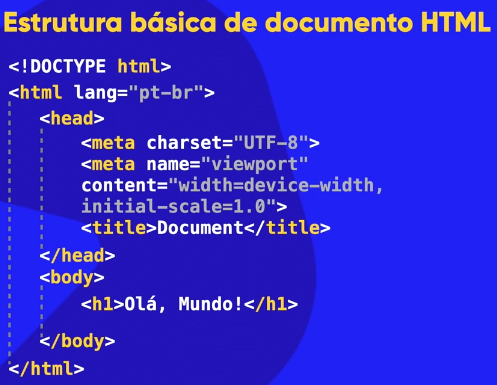 Estrutura básica de documento HTML
<!DOCTYPE html>
<html lang="pt-br">
<head>
<meta charset="UTF-8">
<meta name="viewport"
content="width=device-width,
initial-scale=1.0">
<title>Document</title>
</head>
<body>
<h1>Olá, Mundo!</h1>
</body>
</html>